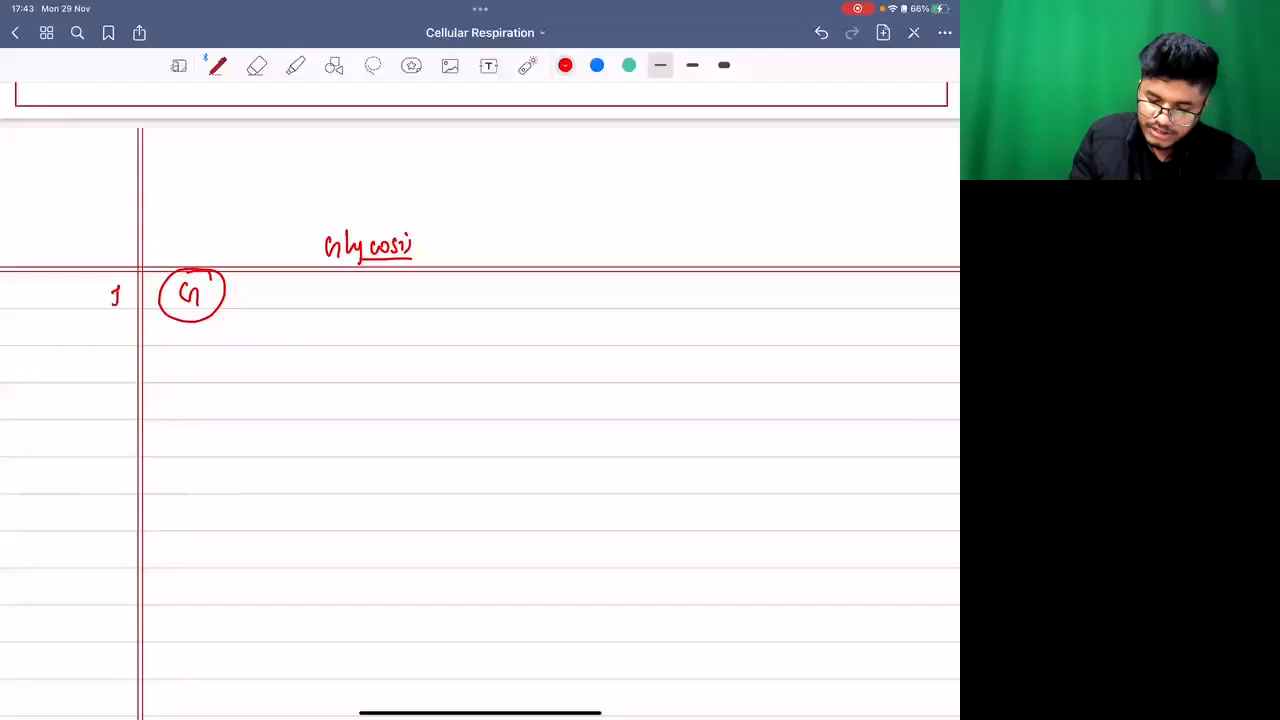 17:43 Mon 29 Nov
66%
Cellular Respiration
T
Glycosis
1 G